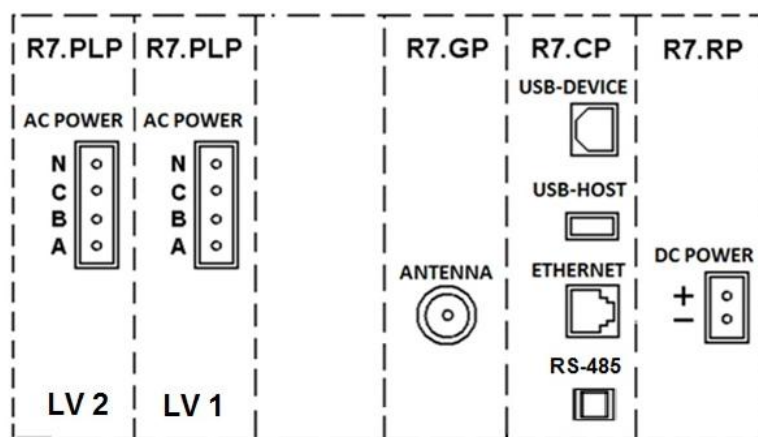 R7.PLP R7.PLP R7.GP R7.CP R7.RP
USB-DEVICE
AC POWER AC POWER
N N
C C
B B
A A
USB-HOST
ANTENNA ETHERNET DC POWER
+
−
RS-485
LV 2 LV 1